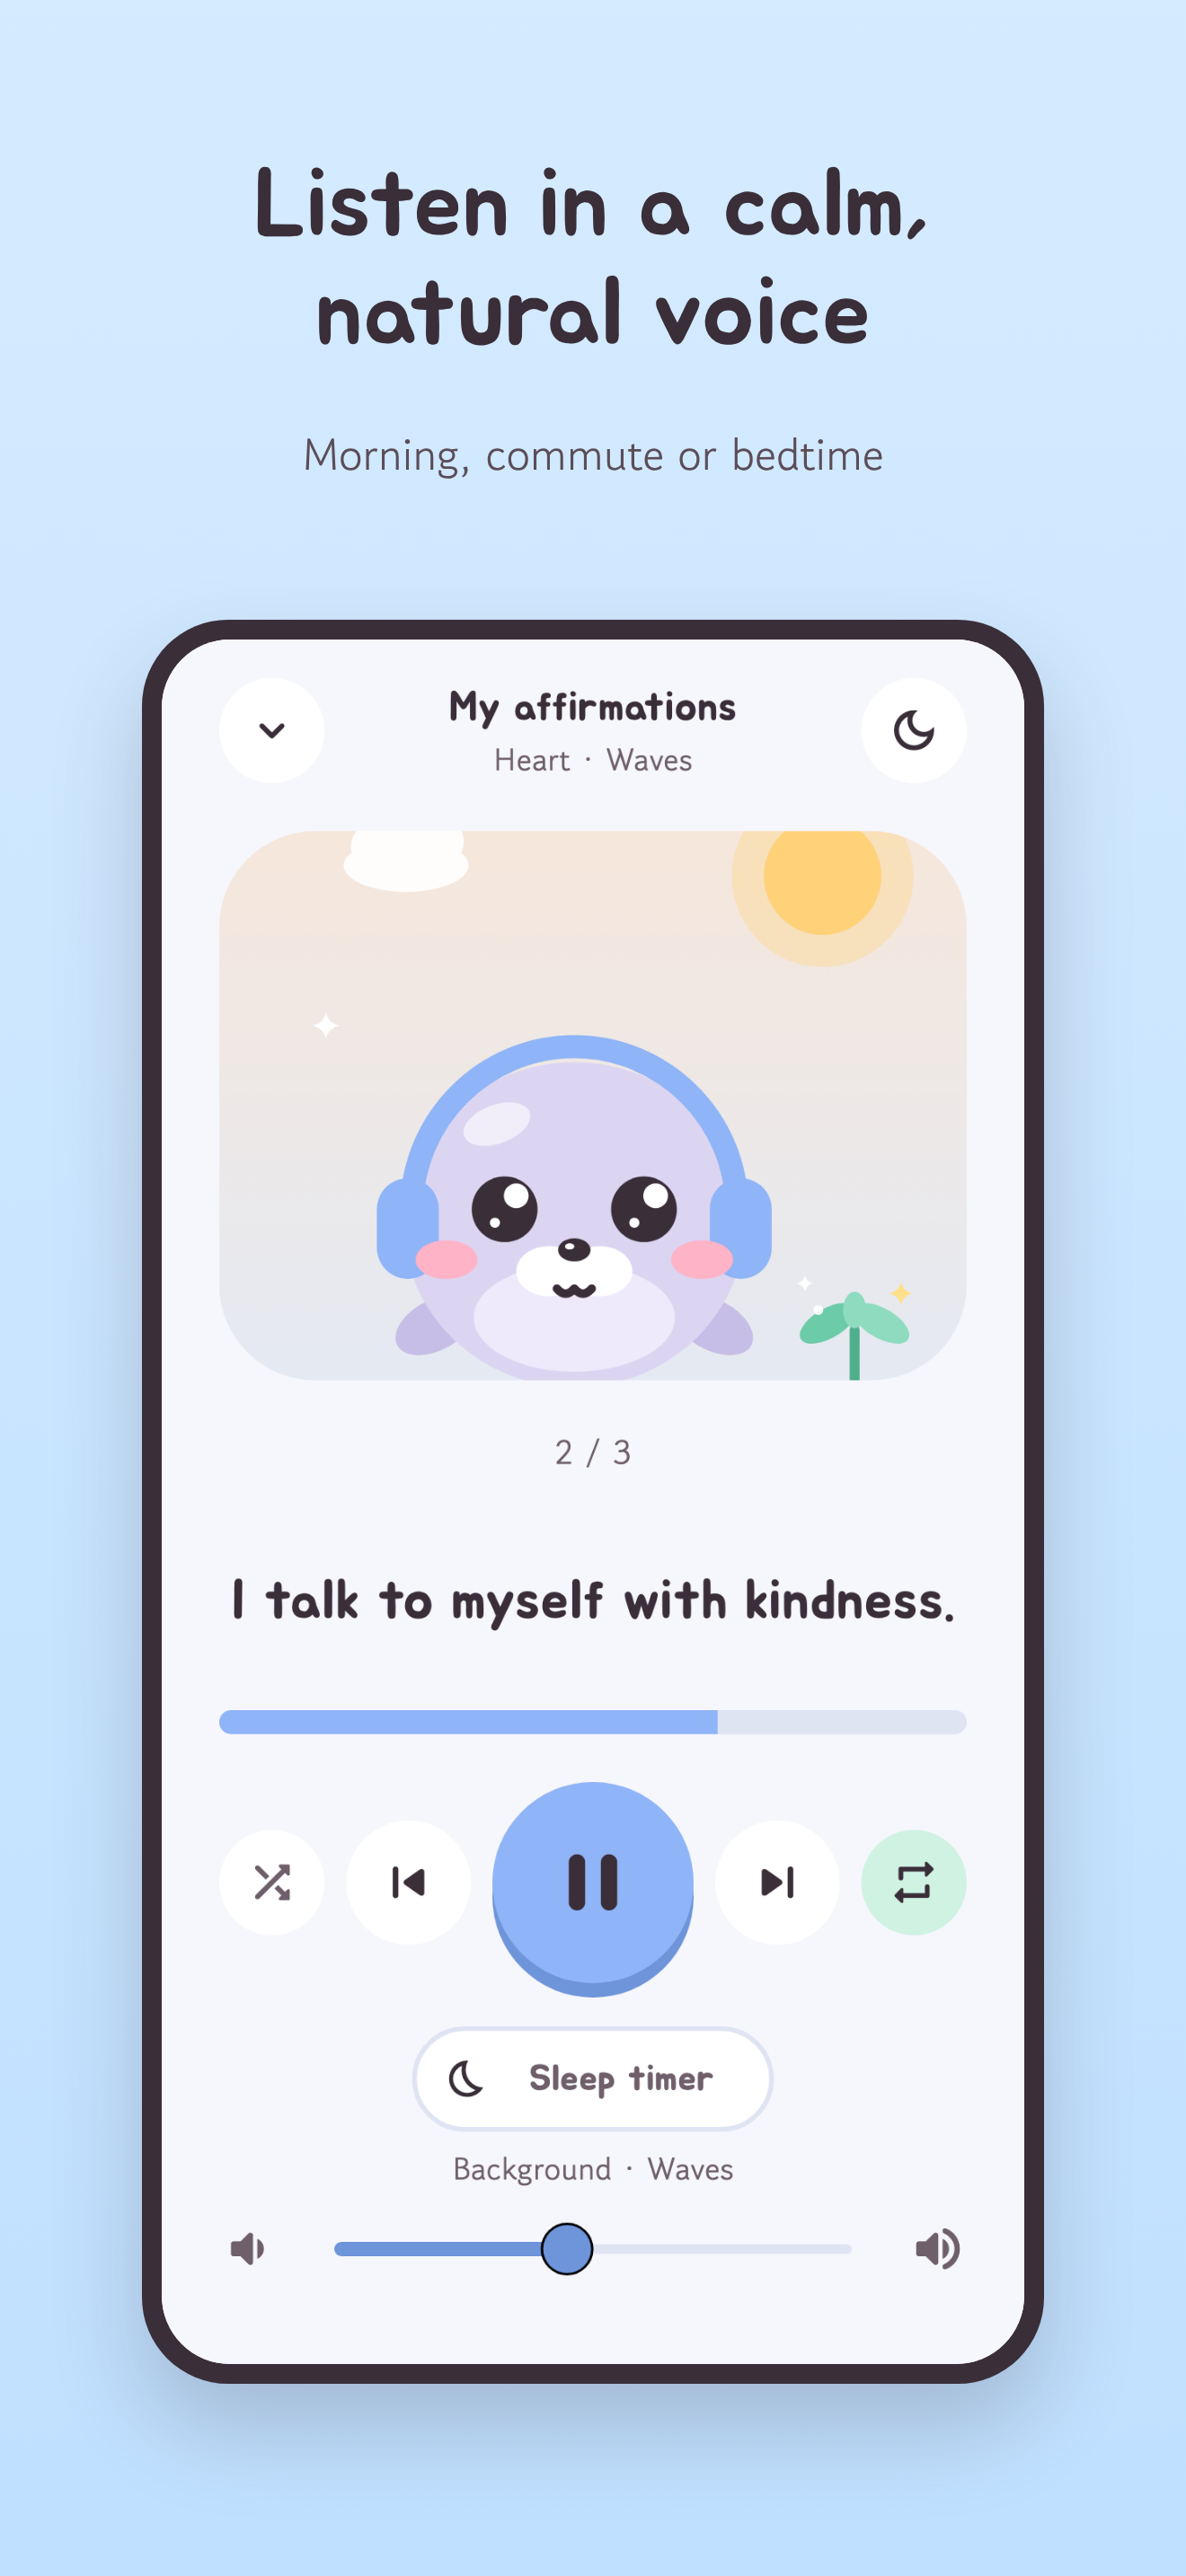 Listen in a calm,
natural voice
Morning, commute or bedtime
My affirmations
Heart · Waves
2 / 3
I talk to myself with kindness.
Sleep timer
Background · Waves